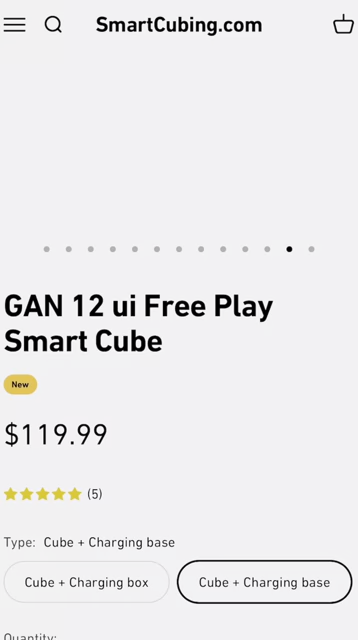 SmartCubing.com
GAN 12 ui Free Play
Smart Cube
New
$119.99
(5)
Type: Cube + Charging base
Cube + Charging box
Cube + Charging base
Quantity: